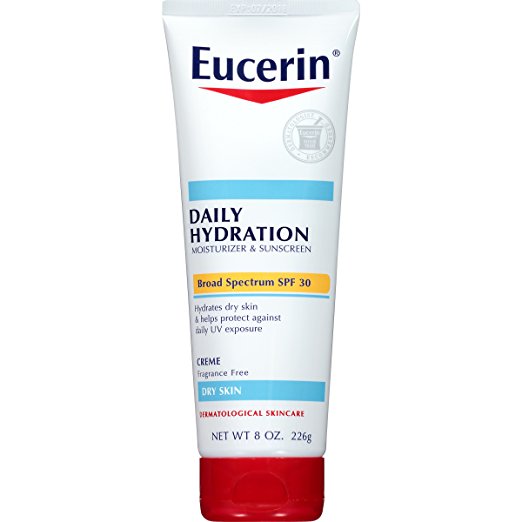 Eucerin®
DAILY
HYDRATION
MOISTURIZER & SUNSCREEN
Broad Spectrum SPF 30
Hydrates dry skin
& helps protect against
daily UV exposure
CREME
Fragrance Free
DRY SKIN
DERMATOLOGICAL SKINCARE
NET WT 8 OZ. 226g